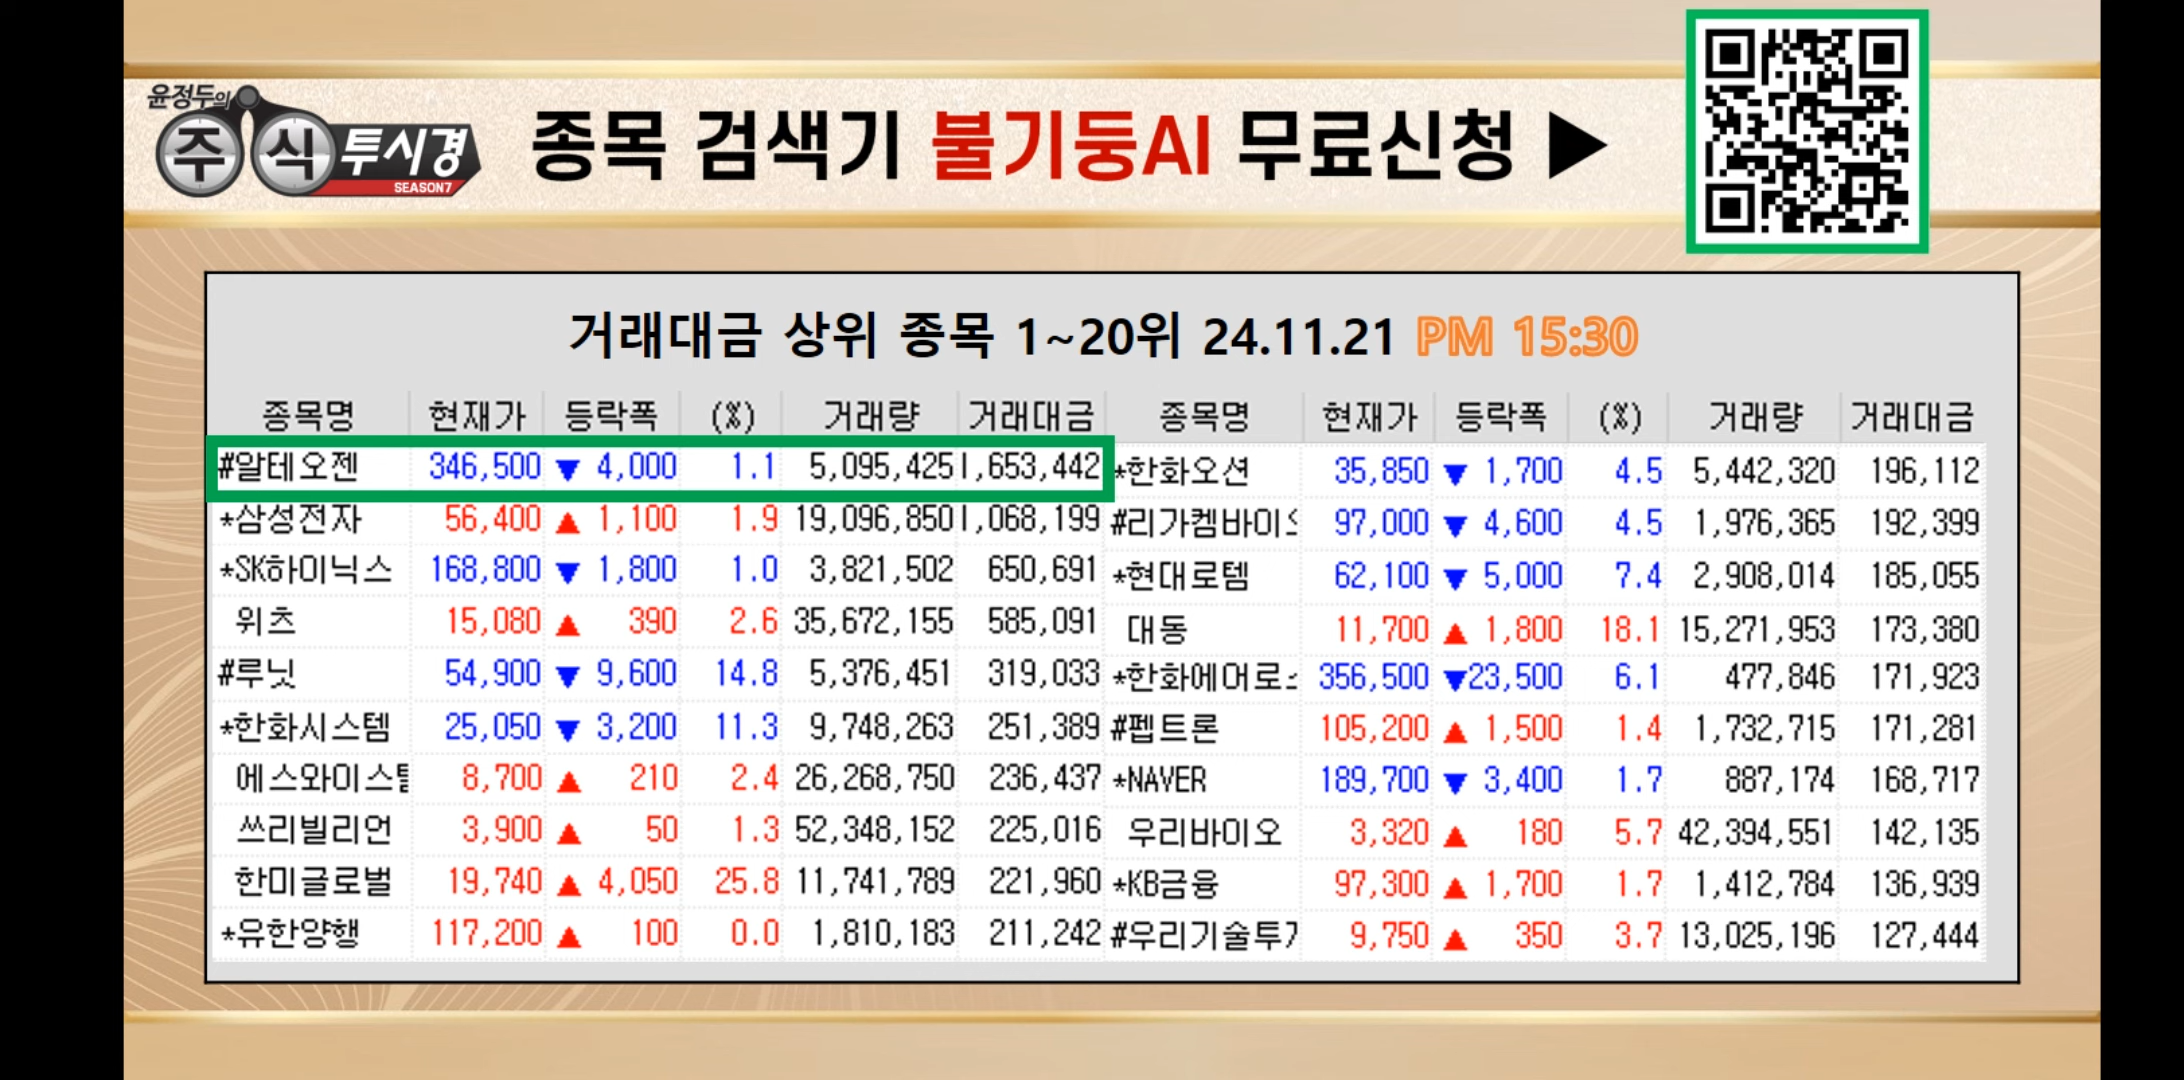 윤정두의
주식투시경
SEASON7
종목 검색기 불기둥AI 무료신청 ▶
거래대금 상위 종목 1~20위 24.11.21 PM 15:30
종목명 현재가 등락폭 (%) 거래량 거래대금 종목명 현재가 등락폭 (%) 거래량 거래대금
#알테오젠 346,500 ▼ 4,000 1.1 5,095,425 1,653,442 *한화오션 35,850 ▼ 1,700 4.5 5,442,320 196,112
*삼성전자 56,400 ▲ 1,100 1.9 19,096,850 1,068,199 #리가켐바이오 97,000 ▼ 4,600 4.5 1,976,365 192,399
*SK하이닉스 168,800 ▼ 1,800 1.0 3,821,502 650,691 *현대로템 62,100 ▼ 5,000 7.4 2,908,014 185,055
위츠 15,080 ▲ 390 2.6 35,672,155 585,091 대동 11,700 ▲ 1,800 18.1 15,271,953 173,380
#루닛 54,900 ▼ 9,600 14.8 5,376,451 319,033 *한화에어로스 356,500 ▼23,500 6.1 477,846 171,923
*한화시스템 25,050 ▼ 3,200 11.3 9,748,263 251,389 #펩트론 105,200 ▲ 1,500 1.4 1,732,715 171,281
에스와이스틸 8,700 ▲ 210 2.4 26,268,750 236,437 *NAVER 189,700 ▼ 3,400 1.7 887,174 168,717
쓰리빌리언 3,900 ▲ 50 1.3 52,348,152 225,016 우리바이오 3,320 ▲ 180 5.7 42,394,551 142,135
한미글로벌 19,740 ▲ 4,050 25.8 11,741,789 221,960 *KB금융 97,300 ▲ 1,700 1.7 1,412,784 136,939
*유한양행 117,200 ▲ 100 0.0 1,810,183 211,242 #우리기술투자 9,750 ▲ 350 3.7 13,025,196 127,444